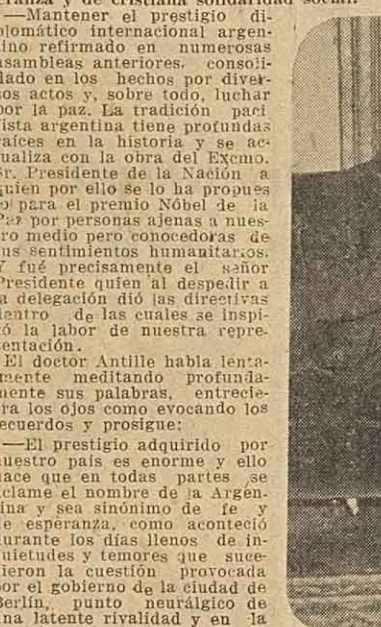 eranza y de cristiana solidaridad social.
—Mantener el prestigio di-
plomático internacional argen-
tino refirmado en numerosas
asambleas anteriores, consoli-
dado en los hechos por diver-
sos actos y, sobre todo, luchar
por la paz. La tradición paci
fista argentina tiene profundas
raíces en la historia y se ac-
tualiza con la obra del Excmo.
Sr. Presidente de la Nación a
quien por ello se lo ha propues
to para el premio Nóbel de la
Paz por personas ajenas a nues-
tro medio pero conocedoras de
sus sentimientos humanitarios.
Y fué precisamente el señor
Presidente quien al despedir a
la delegación dió las directivas
dentro de las cuales se inspi-
ró la labor de nuestra repre-
sentación.
El doctor Antille habla lenta-
mente meditando profunda-
mente sus palabras, entrecie-
rra los ojos como evocando los
recuerdos y prosigue:
—El prestigio adquirido por
nuestro país es enorme y ello
hace que en todas partes se
aclame el nombre de la Argen-
tina y sea sinónimo de fe y
de esperanza, como aconteció
durante los días llenos de in-
quietudes y temores que suce-
dieron la cuestión provocada
por el gobierno de la ciudad de
Berlín, punto neurálgico de
una latente rivalidad y en la